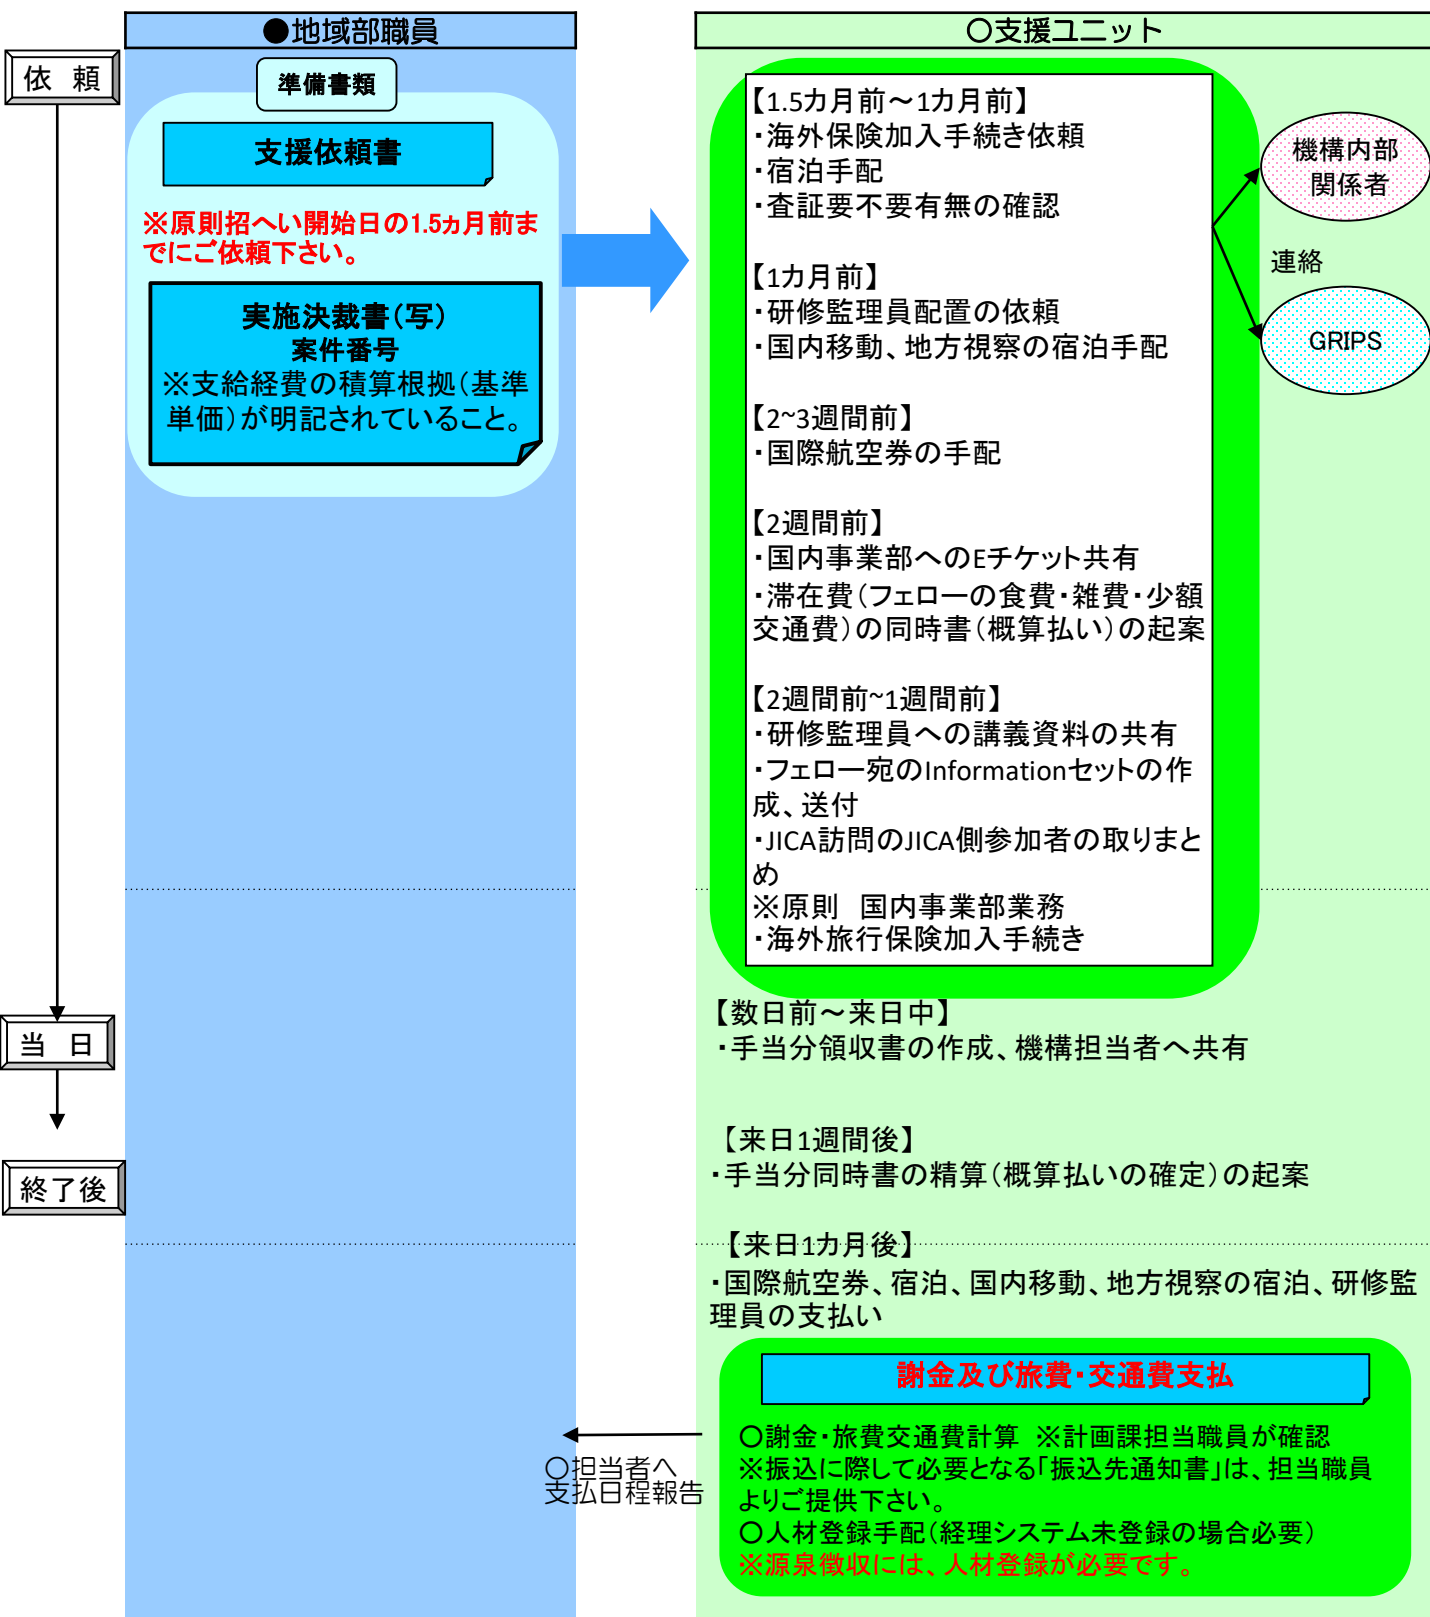 ●地域部職員
○支援ユニット
依　頼
準備書類
支援依頼書
※原則招へい開始日の1.5ヵ月前ま
でにご依頼下さい。
実施決裁書（写）
案件番号
※支給経費の積算根拠（基準
単価）が明記されていること。
【1.5カ月前～1カ月前】
・海外保険加入手続き依頼
・宿泊手配
・査証要不要有無の確認
【1カ月前】
・研修監理員配置の依頼
・国内移動、地方視察の宿泊手配
【2~3週間前】
・国際航空券の手配
【2週間前】
・国内事業部へのEチケット共有
・滞在費（フェローの食費・雑費・少額
交通費）の同時書（概算払い）の起案
【2週間前~1週間前】
・研修監理員への講義資料の共有
・フェロー宛のInformationセットの作
成、送付
・JICA訪問のJICA側参加者の取りまと
め
※原則　国内事業部業務
・海外旅行保険加入手続き
機構内部
関係者
連絡
GRIPS
当　日
【数日前～来日中】
・手当分領収書の作成、機構担当者へ共有
【来日1週間後】
・手当分同時書の精算（概算払いの確定）の起案
終了後
【来日1カ月後】
・国際航空券、宿泊、国内移動、地方視察の宿泊、研修監
理員の支払い
謝金及び旅費・交通費支払
○謝金・旅費交通費計算　※計画課担当職員が確認
※振込に際して必要となる「振込先通知書」は、担当職員
よりご提供下さい。
○人材登録手配（経理システム未登録の場合必要）
※源泉徴収には、人材登録が必要です。
○担当者へ
支払日程報告